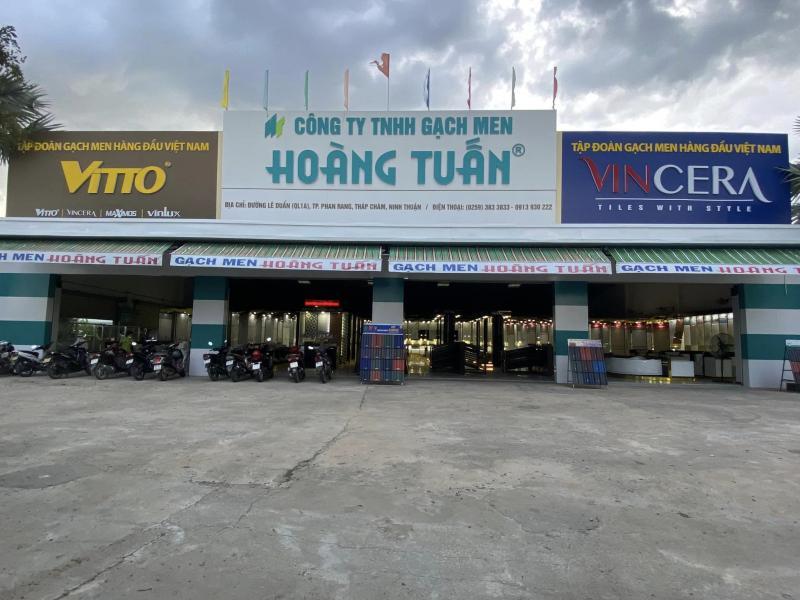 TẬP ĐOÀN GẠCH MEN HÀNG ĐẦU VIỆT NAM
VITTO®
VITTO® | VINCERA | MAXIMOS | VINLUX
CÔNG TY TNHH GẠCH MEN
HOÀNG TUẤN®
ĐỊA CHỈ: ĐƯỜNG LÊ DUẨN (QL1A), TP. PHAN RANG, THÁP CHÀM, NINH THUẬN / ĐIỆN THOẠI: (0259) 383 3833 - 0913 930 222
TẬP ĐOÀN GẠCH MEN HÀNG ĐẦU VIỆT NAM
VINCERA
TILES WITH STYLE
GẠCH MEN HOÀNG TUẤN
GẠCH MEN HOÀNG TUẤN
GẠCH MEN HOÀNG TUẤN
GẠCH MEN HOÀNG TUẤN